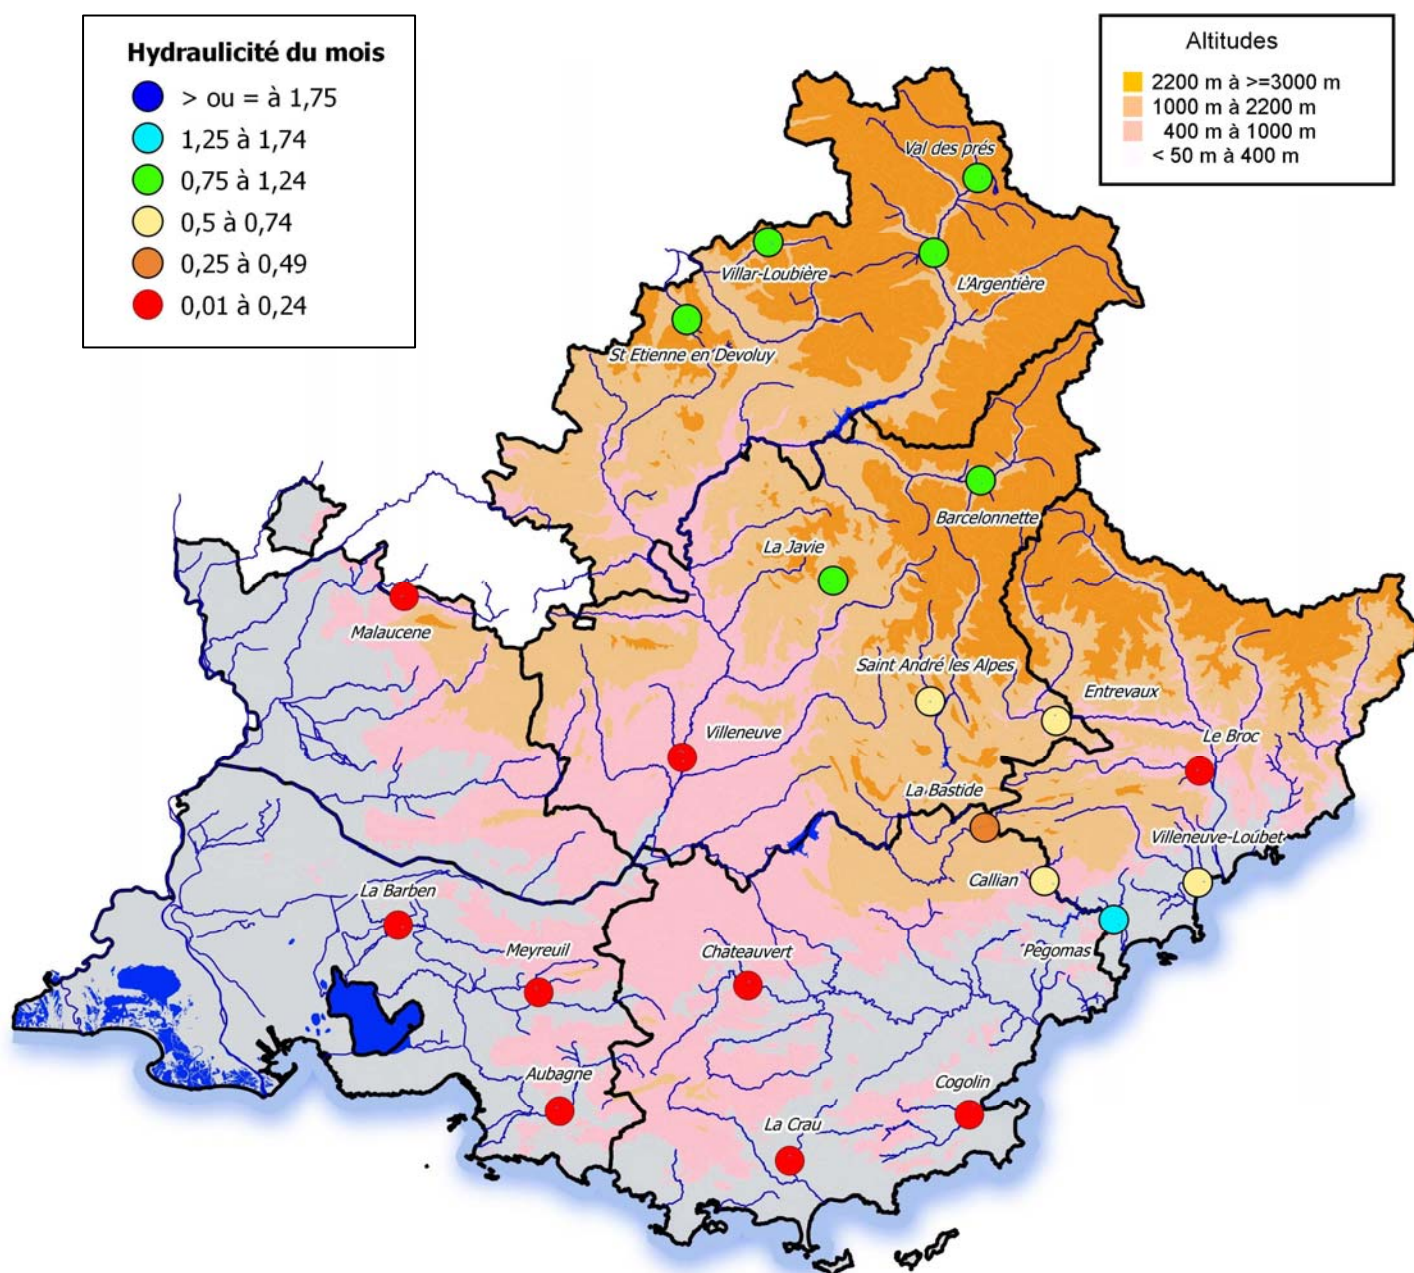 Hydraulicité du mois
> ou = à 1,75
1,25 à 1,74
0,75 à 1,24
0,5 à 0,74
0,25 à 0,49
0,01 à 0,24
Altitudes
2200 m à >=3000 m
1000 m à 2200 m
400 m à 1000 m
< 50 m à 400 m
Val des prés
Villar-Loubière
L'Argentière
St Etienne en Devoluy
Barcelonnette
La Javie
Malaucene
Saint André les Alpes
Entrevaux
Villeneuve
Le Broc
La Bastide
Villeneuve-Loubet
Callian
La Barben
Meyreuil
Chateauvert
Pegomas
Aubagne
Cogolin
La Crau